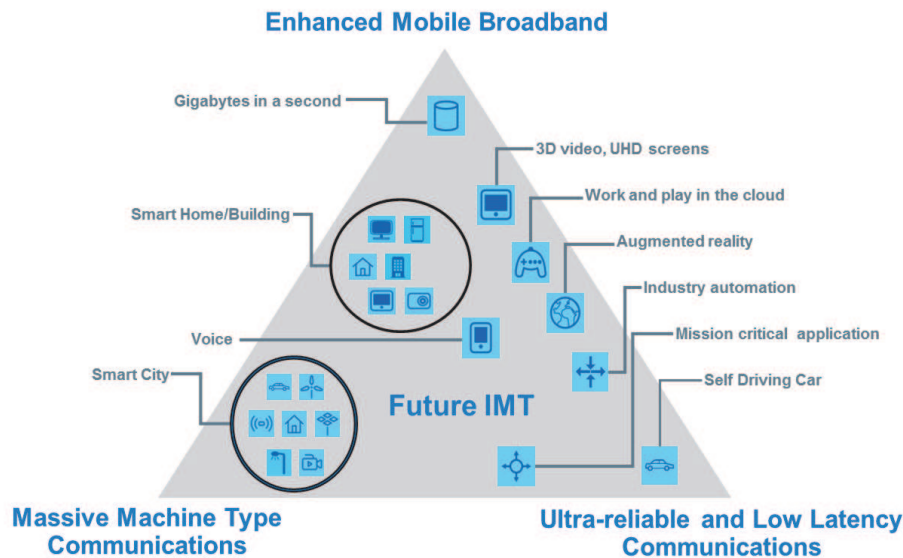 Enhanced Mobile Broadband
Gigabytes in a second
3D video, UHD screens
Work and play in the cloud
Smart Home/Building
Augmented reality
Industry automation
Mission critical application
Voice
Smart City
Self Driving Car
Future IMT
Massive Machine Type
Communications
Ultra-reliable and Low Latency
Communications